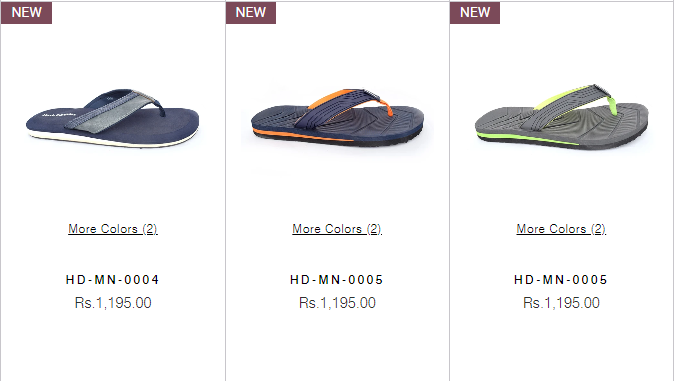 NEW
NEW
NEW
More Colors (2)
More Colors (2)
More Colors (2)
HD-MN-0004
HD-MN-0005
HD-MN-0005
Rs.1,195.00
Rs.1,195.00
Rs.1,195.00